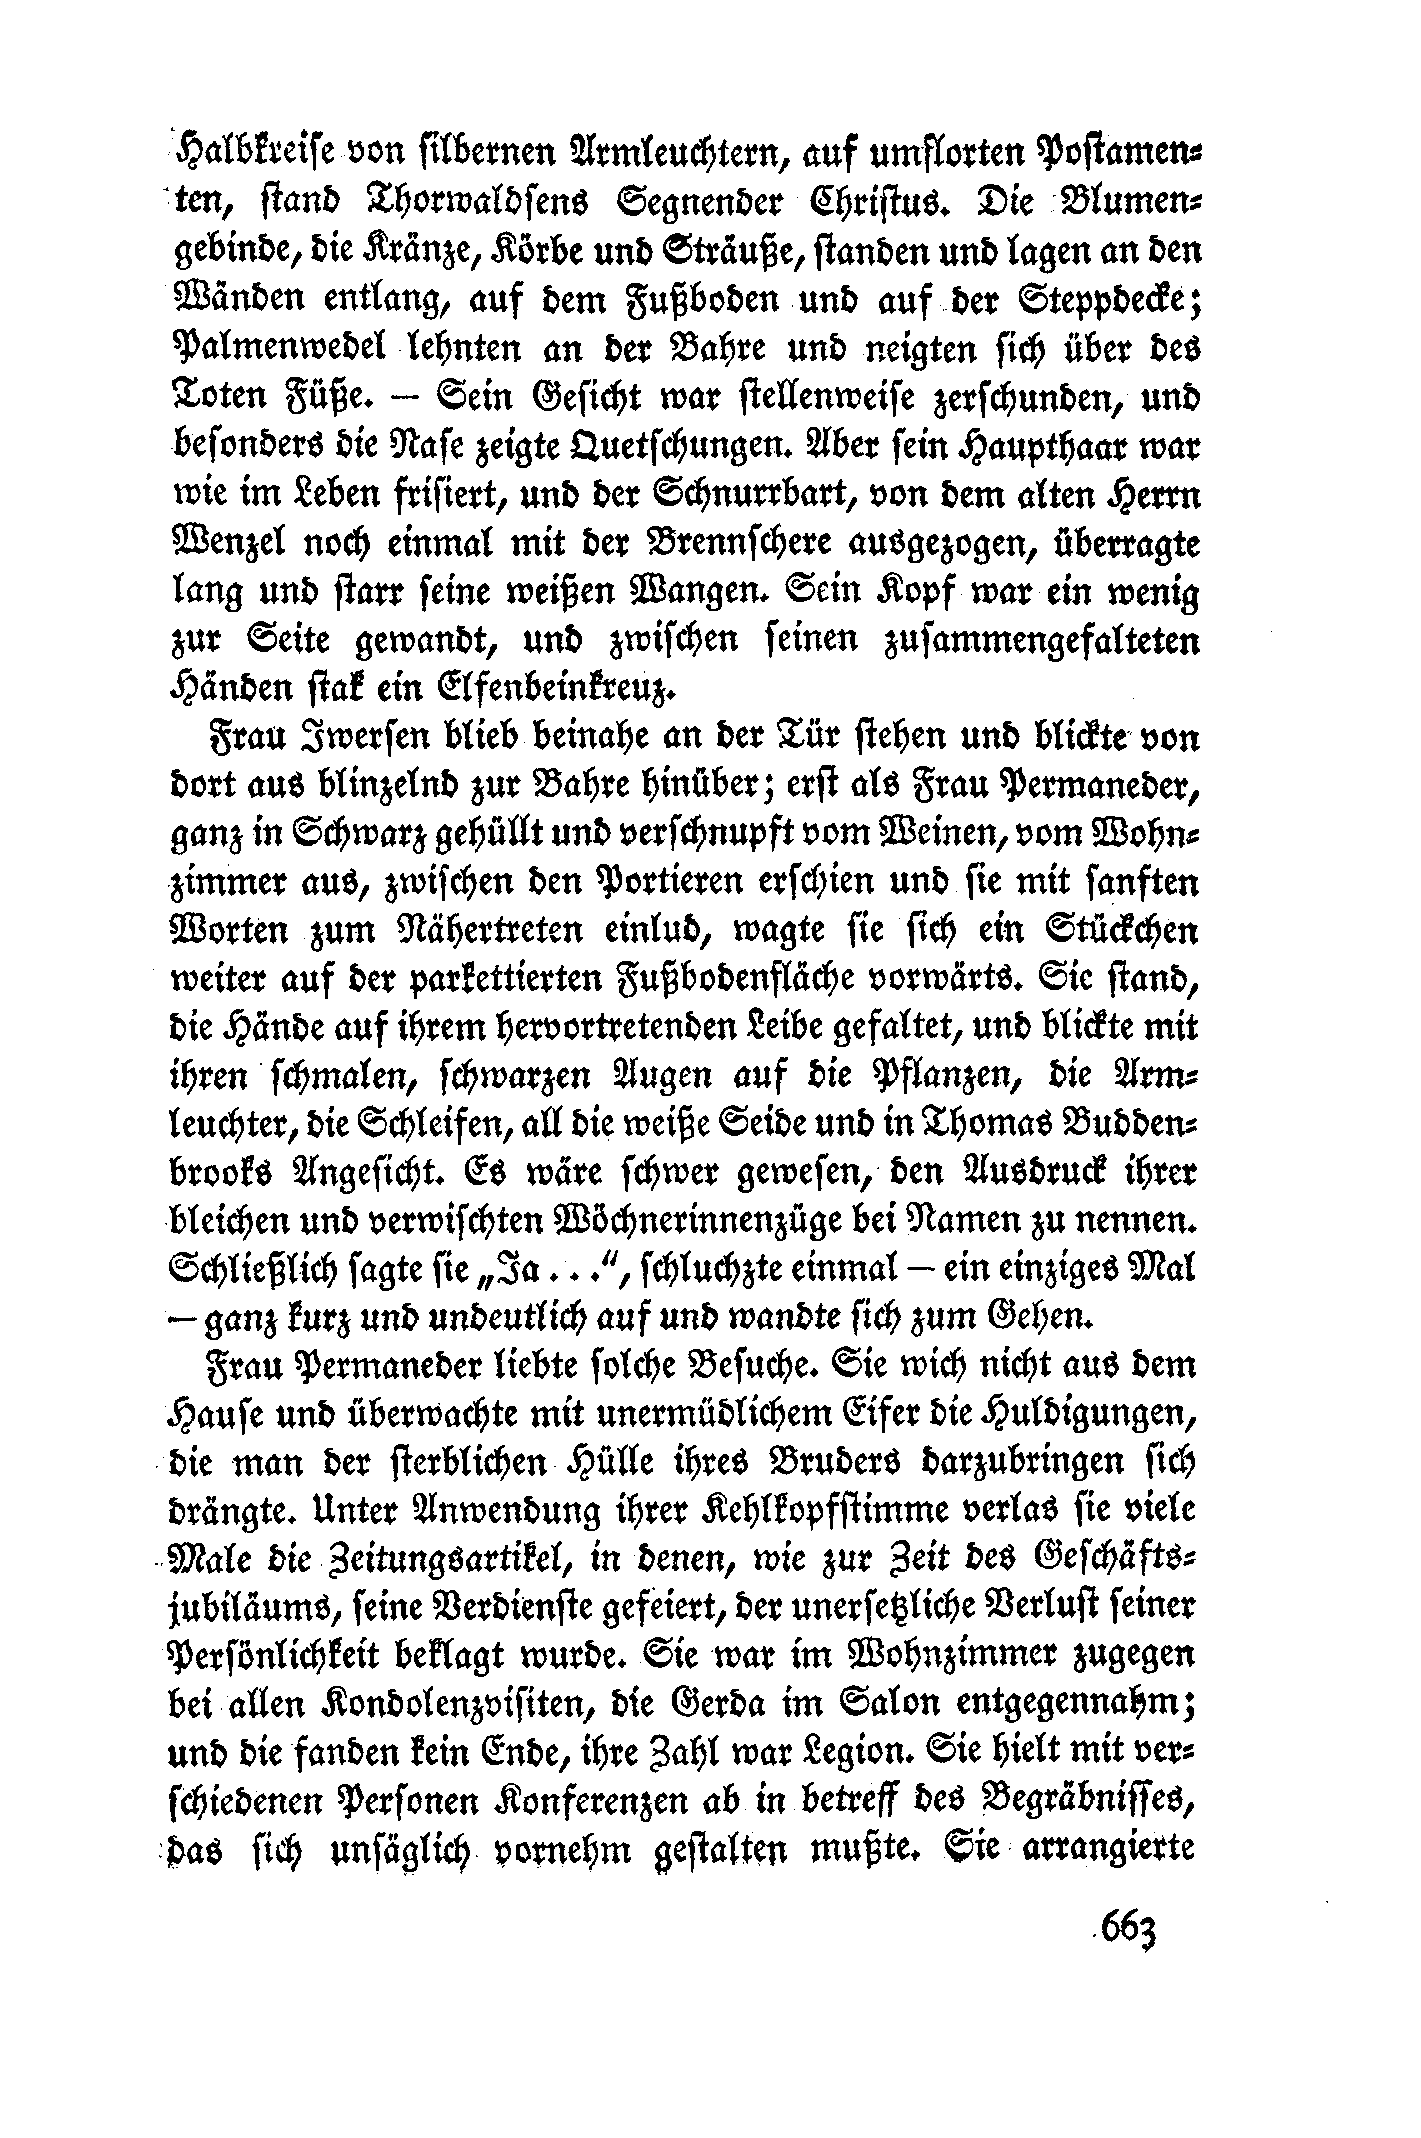 Halbkreise von silbernen Armleuchtern, auf umflorten Postamen-
ten, stand Thorwaldsens Segnender Christus. Die Blumen-
gebinde, die Kränze, Körbe und Sträuße, standen und lagen an den
Wänden entlang, auf dem Fußboden und auf der Steppdecke;
Palmenwedel lehnten an der Bahre und neigten sich über des
Toten Füße. — Sein Gesicht war stellenweise zerschunden, und
besonders die Nase zeigte Quetschungen. Aber sein Haupthaar war
wie im Leben frisiert, und der Schnurrbart, von dem alten Herrn
Wenzel noch einmal mit der Brennschere ausgezogen, überragte
lang und starr seine weißen Wangen. Sein Kopf war ein wenig
zur Seite gewandt, und zwischen seinen zusammengefalteten
Händen stak ein Elfenbeinkreuz.
Frau Iwersen blieb beinahe an der Tür stehen und blickte von
dort aus blinzelnd zur Bahre hinüber; erst als Frau Permaneder,
ganz in Schwarz gehüllt und verschnupft vom Weinen, vom Wohn-
zimmer aus, zwischen den Portieren erschien und sie mit sanften
Worten zum Nähertreten einlud, wagte sie sich ein Stückchen
weiter auf der parkettierten Fußbodenfläche vorwärts. Sie stand,
die Hände auf ihrem hervortretenden Leibe gefaltet, und blickte mit
ihren schmalen, schwarzen Augen auf die Pflanzen, die Arm-
leuchter, die Schleifen, all die weiße Seide und in Thomas Budden-
brooks Angesicht. Es wäre schwer gewesen, den Ausdruck ihrer
bleichen und verwischten Wöchnerinnenzüge bei Namen zu nennen.
Schließlich sagte sie „Ja . . .“, schluchzte einmal — ein einziges Mal
— ganz kurz und undeutlich auf und wandte sich zum Gehen.
Frau Permaneder liebte solche Besuche. Sie wich nicht aus dem
Hause und überwachte mit unermüdlichem Eifer die Huldigungen,
die man der sterblichen Hülle ihres Bruders darzubringen sich
drängte. Unter Anwendung ihrer Kehlkopfstimme verlas sie viele
Male die Zeitungsartikel, in denen, wie zur Zeit des Geschäfts-
jubiläums, seine Verdienste gefeiert, der unersetzliche Verlust seiner
Persönlichkeit beklagt wurde. Sie war im Wohnzimmer zugegen
bei allen Kondolenzvisiten, die Gerda im Salon entgegennahm;
und die fanden kein Ende, ihre Zahl war Legion. Sie hielt mit ver-
schiedenen Personen Konferenzen ab in betreff des Begräbnisses,
das sich unsäglich vornehm gestalten mußte. Sie arrangierte
663